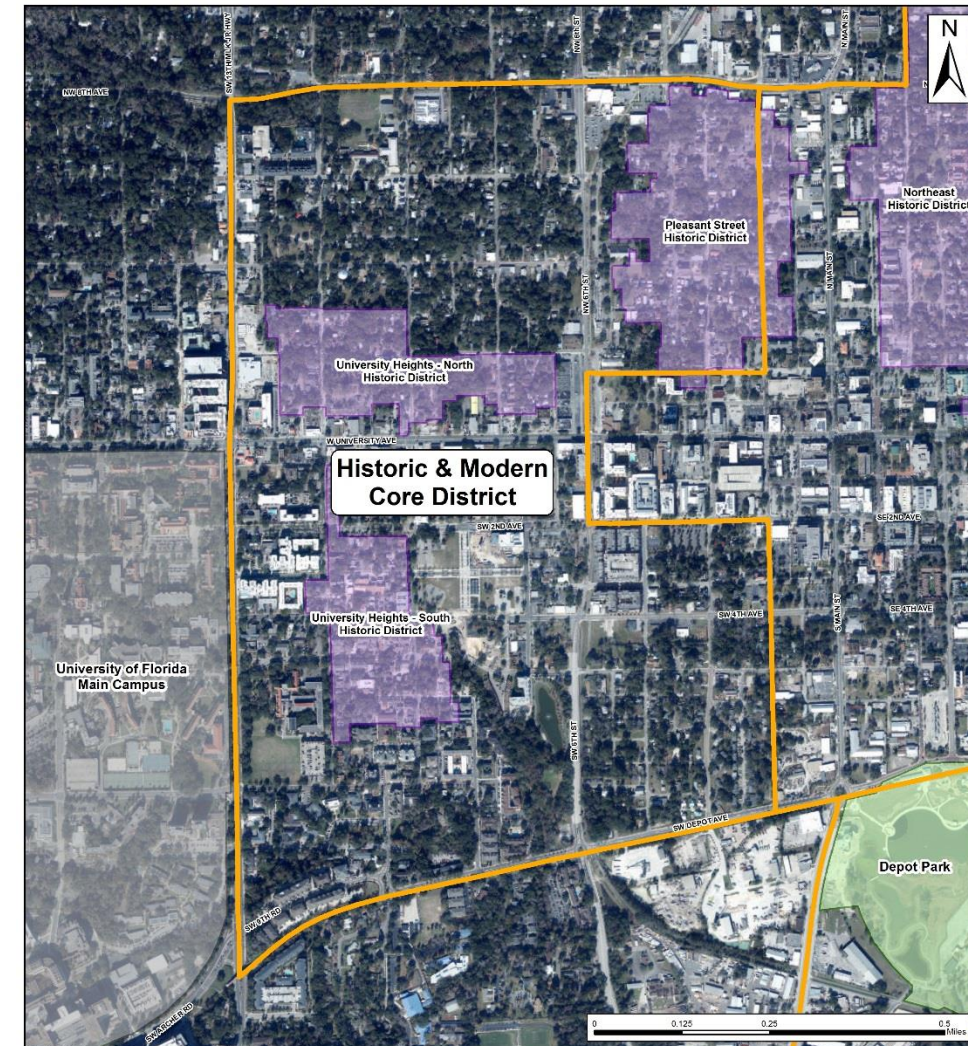 SW 13TH/MLK JR HWY
NW 6TH ST
N MAIN ST
N
NW 8TH AVE
Northeast
Historic District
Pleasant Street
Historic District
N MAIN ST
NW 6TH ST
University Heights - North
Historic District
W UNIVERSITY AVE
Historic & Modern
Core District
SW 2ND AVE
SE 2ND AVE
University Heights - South
Historic District
SW 4TH AVE
SE 4TH AVE
S MAIN ST
University of Florida
Main Campus
SW 6TH ST
SW DEPOT AVE
Depot Park
SW 9TH RD
SW ARCHER RD
0 0.125 0.25 0.5
Miles